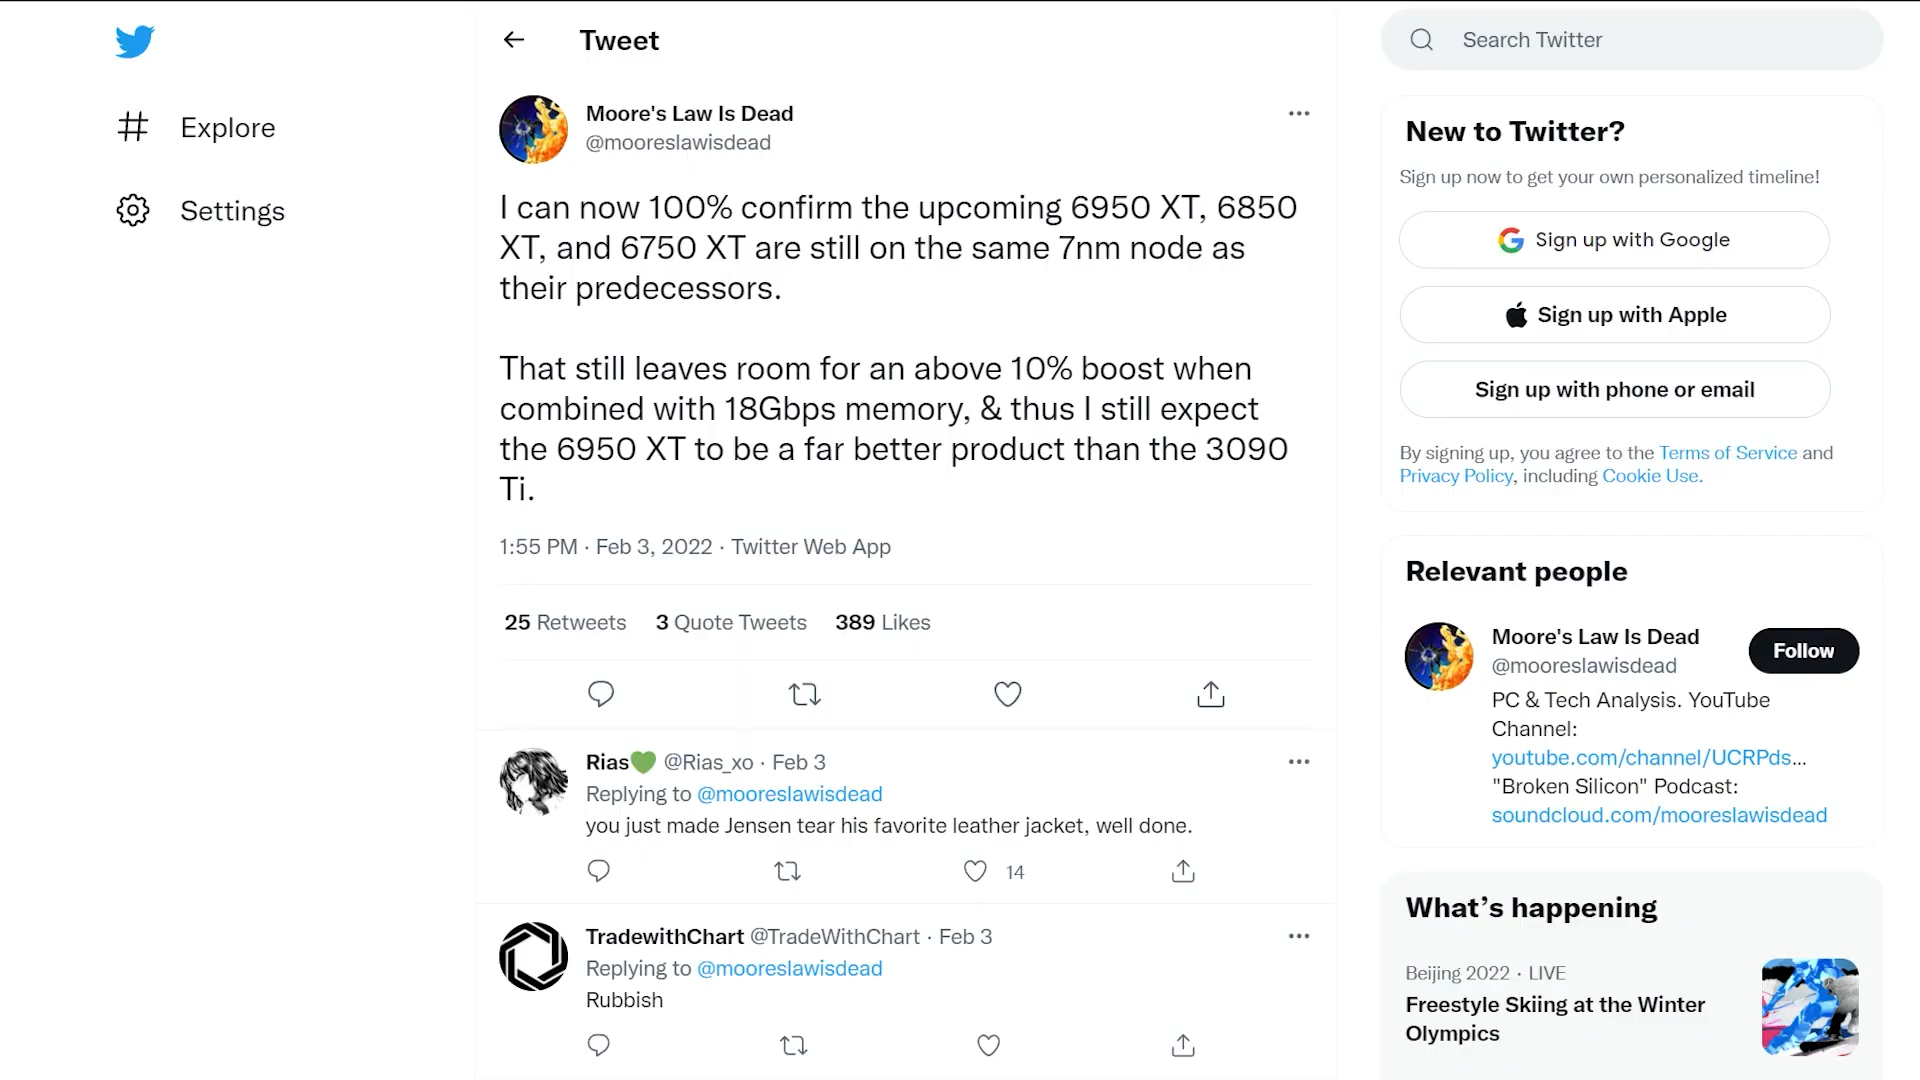 Tweet
Search Twitter
Explore
Settings
Moore's Law Is Dead
@mooreslawisdead
I can now 100% confirm the upcoming 6950 XT, 6850
XT, and 6750 XT are still on the same 7nm node as
their predecessors.
That still leaves room for an above 10% boost when
combined with 18Gbps memory, & thus I still expect
the 6950 XT to be a far better product than the 3090
Ti.
1:55 PM · Feb 3, 2022 · Twitter Web App
25 Retweets 3 Quote Tweets 389 Likes
Rias💚 @Rias_xo · Feb 3
Replying to @mooreslawisdead
you just made Jensen tear his favorite leather jacket, well done.
14
TradewithChart @TradeWithChart · Feb 3
Replying to @mooreslawisdead
Rubbish
New to Twitter?
Sign up now to get your own personalized timeline!
Sign up with Google
Sign up with Apple
Sign up with phone or email
By signing up, you agree to the Terms of Service and
Privacy Policy, including Cookie Use.
Relevant people
Moore's Law Is Dead
@mooreslawisdead
Follow
PC & Tech Analysis. YouTube
Channel:
youtube.com/channel/UCRPds...
"Broken Silicon" Podcast:
soundcloud.com/mooreslawisdead
What's happening
Beijing 2022 · LIVE
Freestyle Skiing at the Winter
Olympics